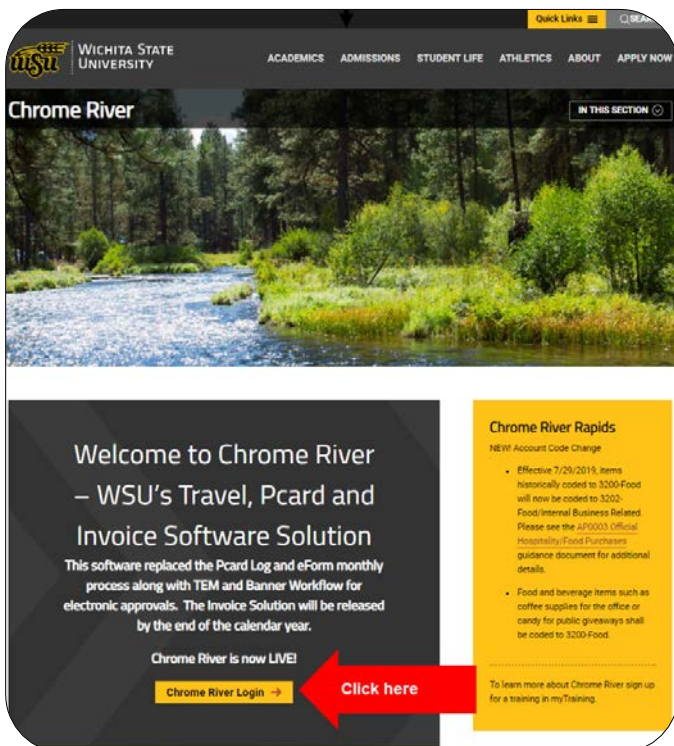 Quick Links
SEAR
WSU
WICHITA STATE
UNIVERSITY
ACADEMICS ADMISSIONS STUDENT LIFE ATHLETICS ABOUT APPLY NOW
Chrome River
IN THIS SECTION
Welcome to Chrome River
– WSU's Travel, Pcard and
Invoice Software Solution
This software replaced the Pcard Log and eForm monthly
process along with TEM and Banner Workflow for
electronic approvals. The Invoice Solution will be released
by the end of the calendar year.
Chrome River is now LIVE!
Chrome River Login →
Click here
Chrome River Rapids
NEW! Account Code Change
• Effective 7/29/2019, items
historically coded to 3200-Food
will now be coded to 3202-
Food/Internal Business Related.
Please see the AP0003 Official
Hospitality/Food Purchases
guidance document for additional
details.
• Food and beverage items such as
coffee supplies for the office or
candy for public giveaways shall
be coded to 3200-Food.
To learn more about Chrome River sign up
for a training in myTraining.